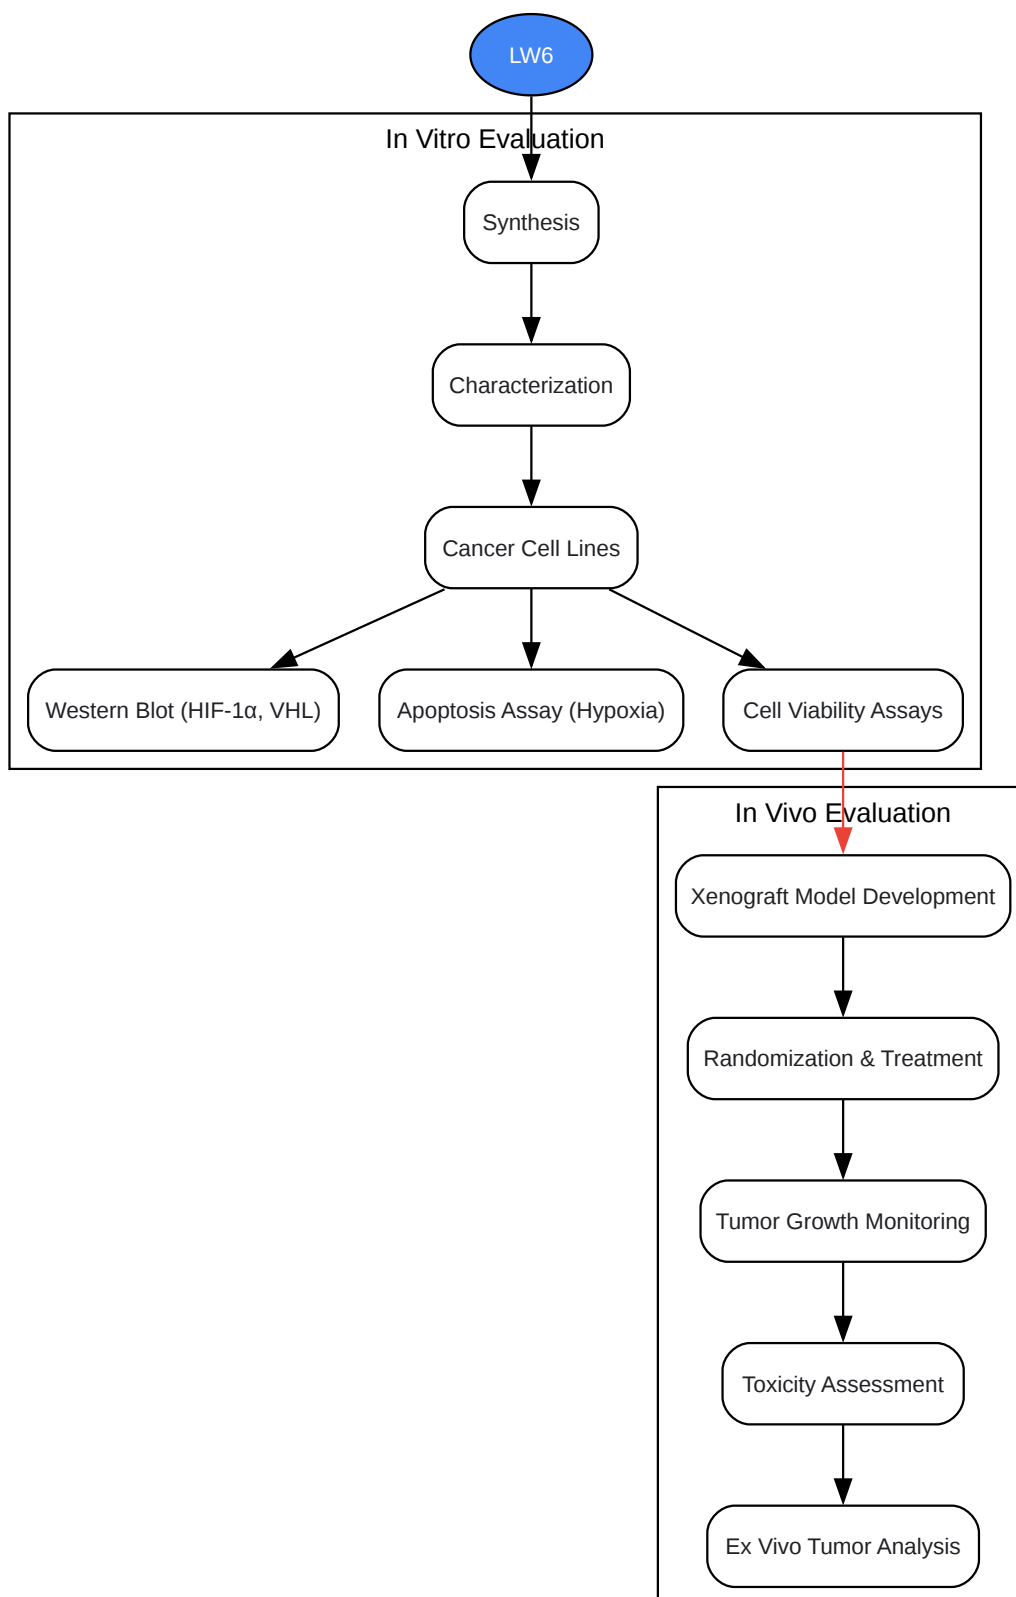 LW6
In Vitro Evaluation
Synthesis
Characterization
Cancer Cell Lines
Western Blot (HIF-1α, VHL)
Apoptosis Assay (Hypoxia)
Cell Viability Assays
In Vivo Evaluation
Xenograft Model Development
Randomization & Treatment
Tumor Growth Monitoring
Toxicity Assessment
Ex Vivo Tumor Analysis